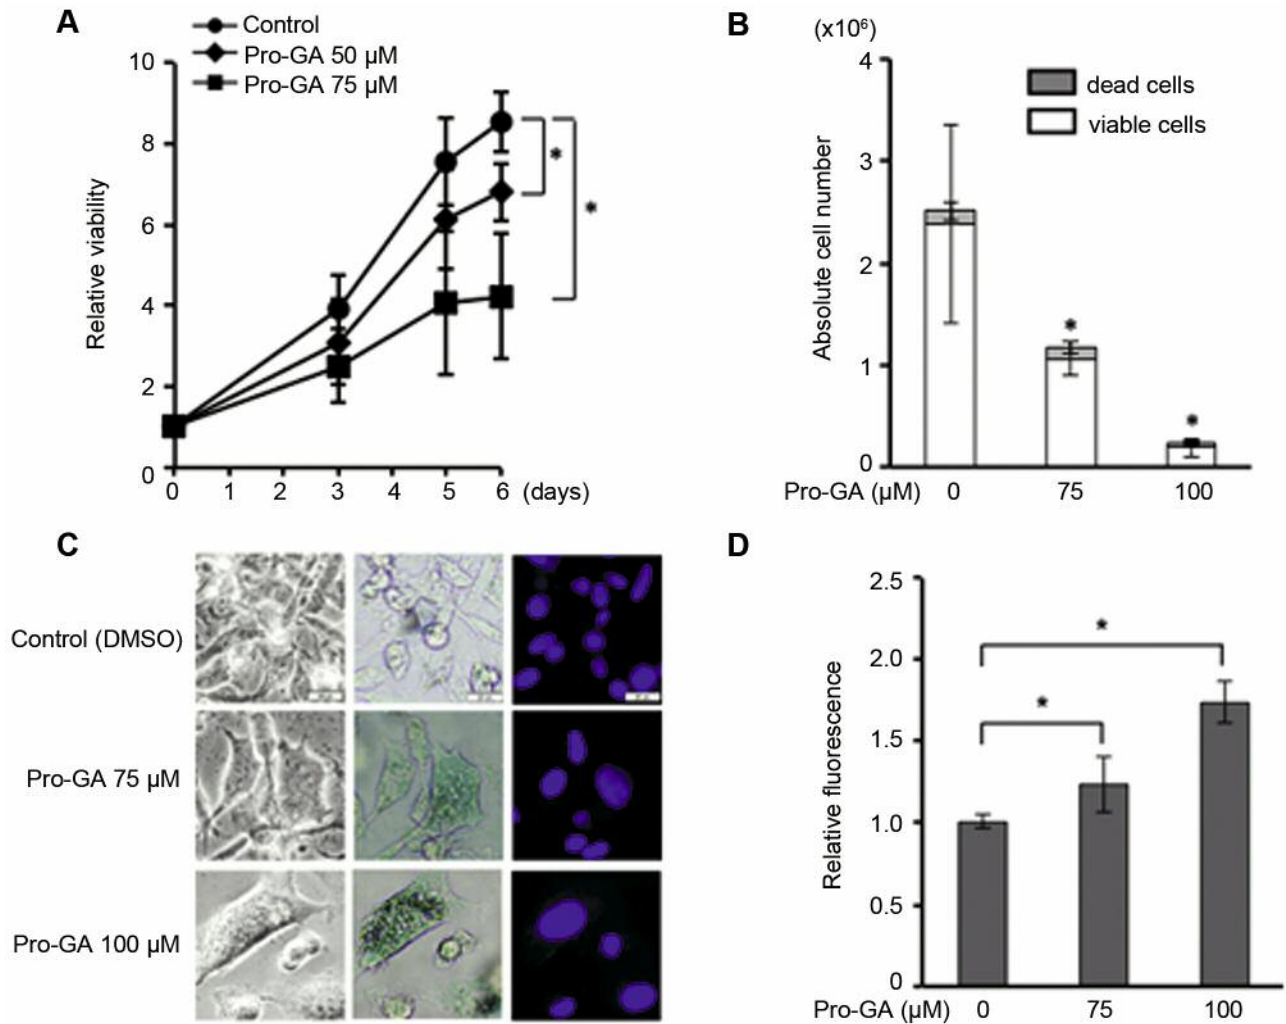 A
Control
Pro-GA 50 µM
Pro-GA 75 µM
Relative viability
10
8
6
4
2
0
0 1 2 3 4 5 6 (days)
*
*
B
(x10⁶)
dead cells
viable cells
Absolute cell number
4
3
2
1
0
*
*
Pro-GA (µM) 0 75 100
C
Control (DMSO)
Pro-GA 75 µM
Pro-GA 100 µM
D
Relative fluorescence
2.5
2.0
1.5
1.0
0.5
0
*
*
Pro-GA (µM) 0 75 100